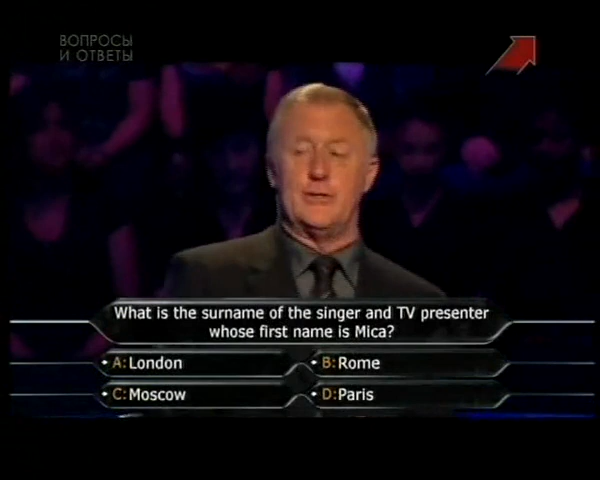 ВОПРОСЫ
И ОТВЕТЫ
What is the surname of the singer and TV presenter
whose first name is Mica?
A: London
B: Rome
C: Moscow
D: Paris